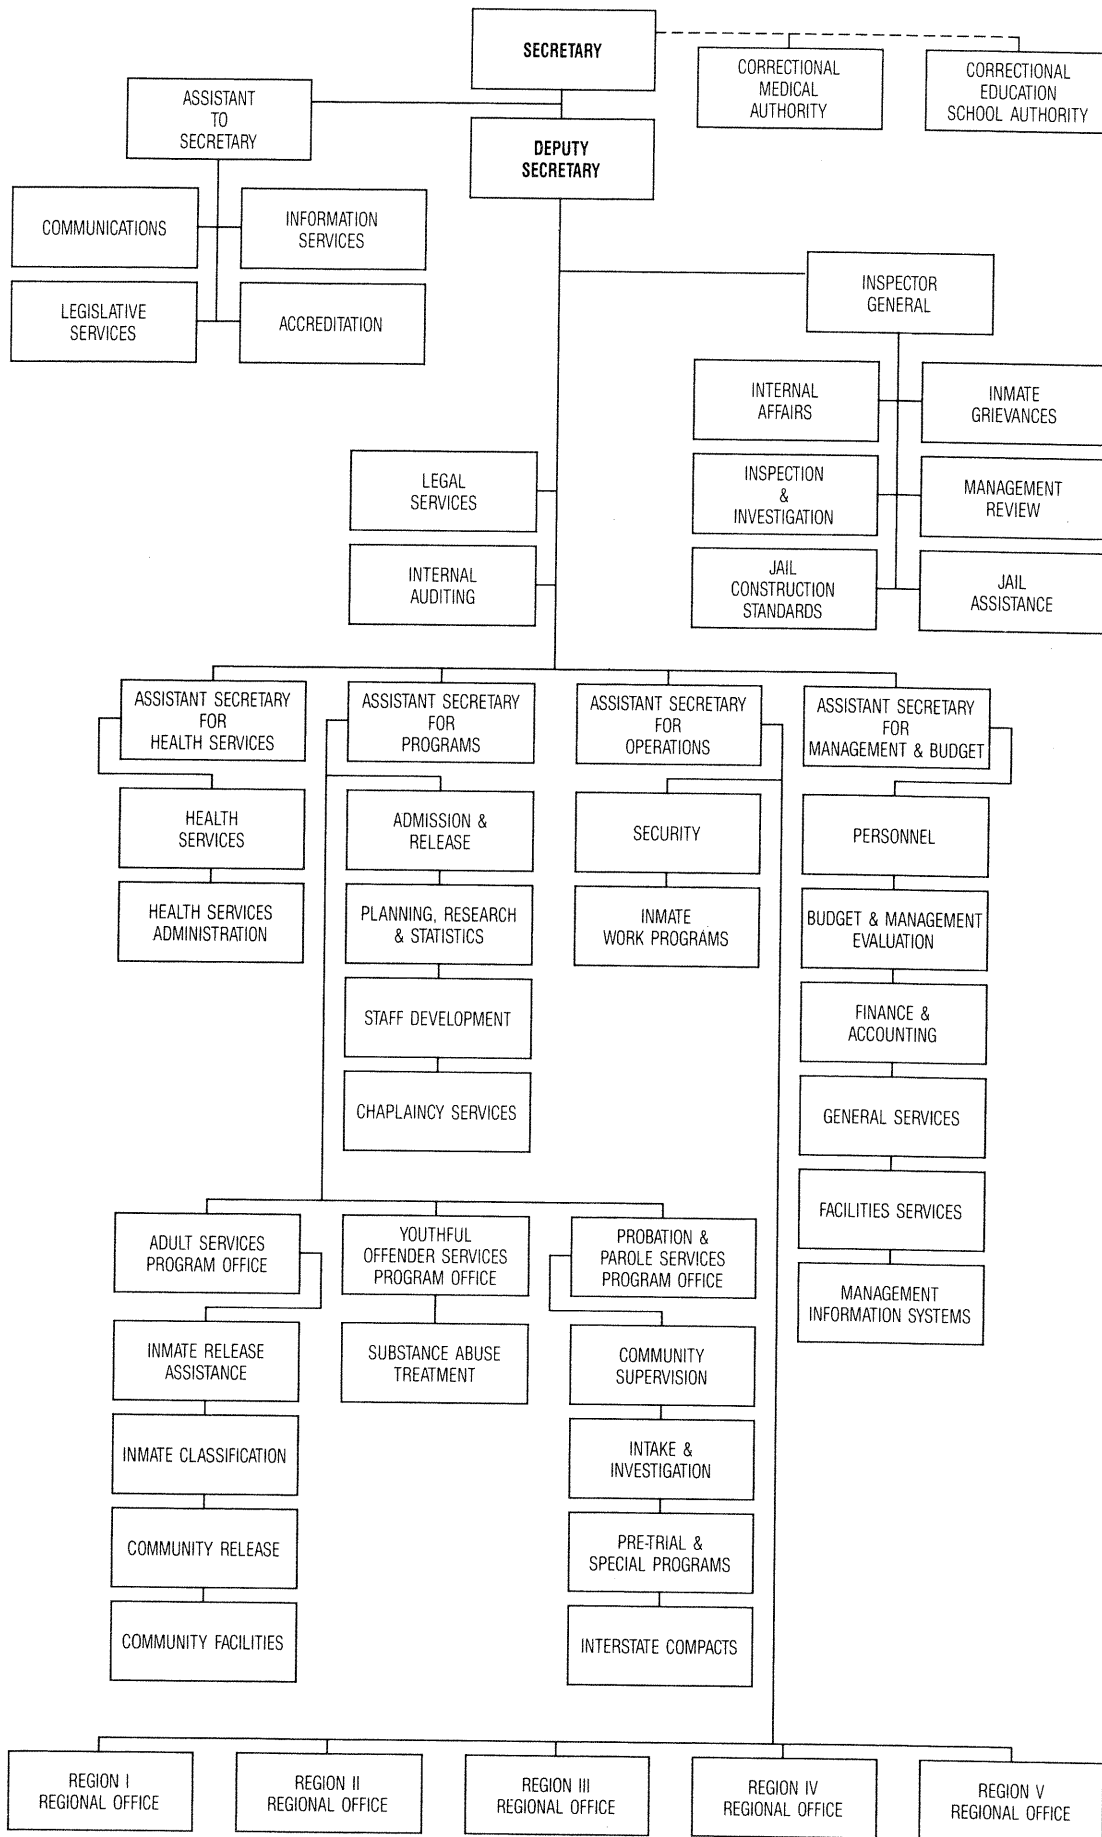 SECRETARY
CORRECTIONAL
MEDICAL
AUTHORITY
CORRECTIONAL
EDUCATION
SCHOOL AUTHORITY
ASSISTANT
TO
SECRETARY
DEPUTY
SECRETARY
COMMUNICATIONS
INFORMATION
SERVICES
LEGISLATIVE
SERVICES
ACCREDITATION
INSPECTOR
GENERAL
INTERNAL
AFFAIRS
INMATE
GRIEVANCES
INSPECTION
&
INVESTIGATION
MANAGEMENT
REVIEW
JAIL
CONSTRUCTION
STANDARDS
JAIL
ASSISTANCE
LEGAL
SERVICES
INTERNAL
AUDITING
ASSISTANT SECRETARY
FOR
HEALTH SERVICES
ASSISTANT SECRETARY
FOR
PROGRAMS
ASSISTANT SECRETARY
FOR
OPERATIONS
ASSISTANT SECRETARY
FOR
MANAGEMENT & BUDGET
HEALTH
SERVICES
HEALTH SERVICES
ADMINISTRATION
ADMISSION &
RELEASE
PLANNING, RESEARCH
& STATISTICS
STAFF DEVELOPMENT
CHAPLAINCY SERVICES
SECURITY
INMATE
WORK PROGRAMS
PERSONNEL
BUDGET & MANAGEMENT
EVALUATION
FINANCE &
ACCOUNTING
GENERAL SERVICES
FACILITIES SERVICES
MANAGEMENT
INFORMATION SYSTEMS
ADULT SERVICES
PROGRAM OFFICE
YOUTHFUL
OFFENDER SERVICES
PROGRAM OFFICE
PROBATION &
PAROLE SERVICES
PROGRAM OFFICE
INMATE RELEASE
ASSISTANCE
INMATE CLASSIFICATION
COMMUNITY RELEASE
COMMUNITY FACILITIES
SUBSTANCE ABUSE
TREATMENT
COMMUNITY
SUPERVISION
INTAKE &
INVESTIGATION
PRE-TRIAL &
SPECIAL PROGRAMS
INTERSTATE COMPACTS
REGION I
REGIONAL OFFICE
REGION II
REGIONAL OFFICE
REGION III
REGIONAL OFFICE
REGION IV
REGIONAL OFFICE
REGION V
REGIONAL OFFICE